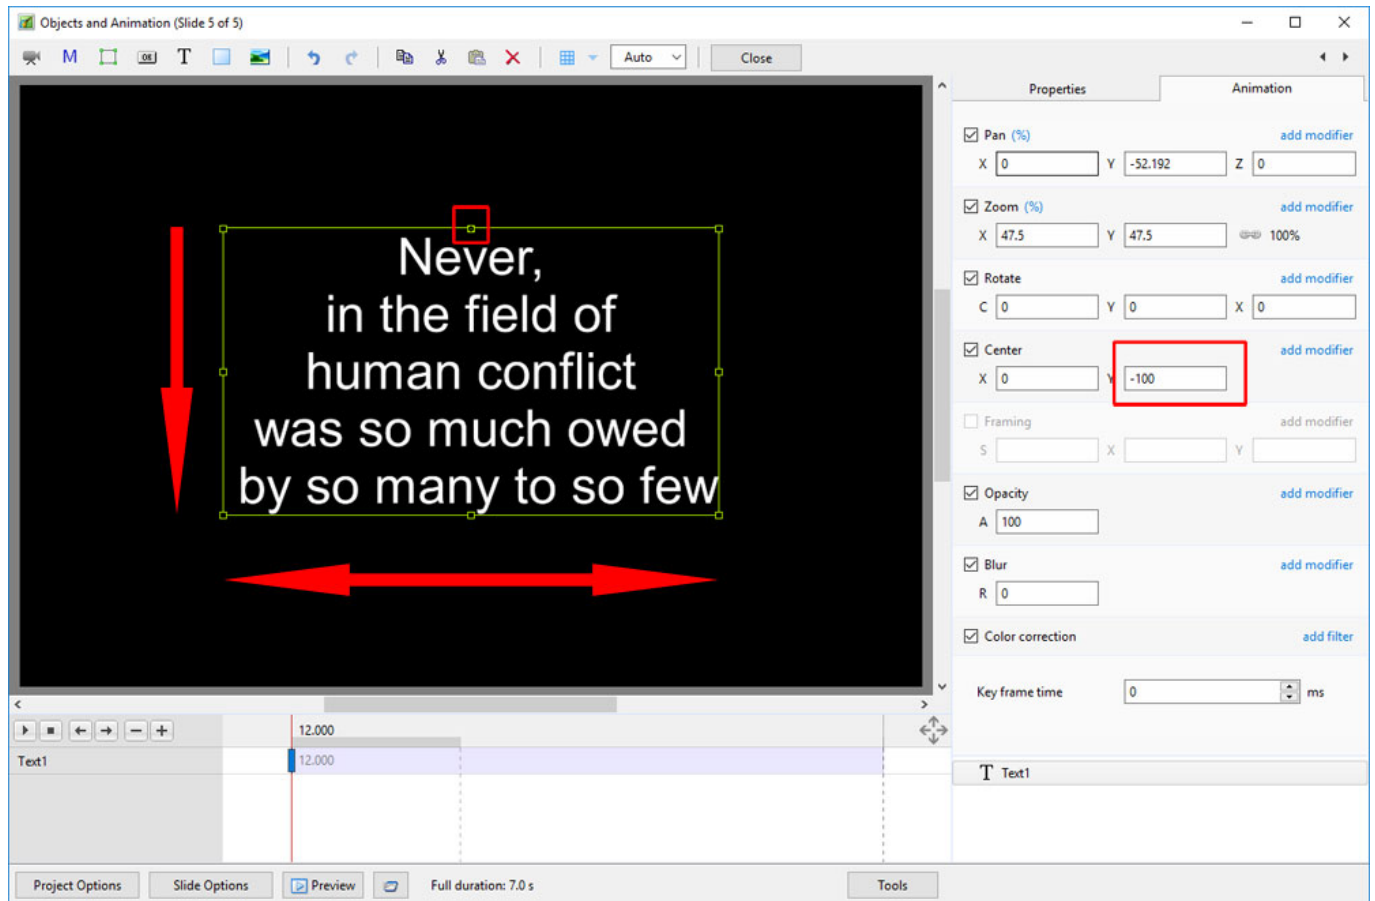 Objects and Animation (Slide 5 of 5)
M OK T Auto Close
Properties Animation
Pan (%) add modifier
X 0 Y -52.192 Z 0
Zoom (%) add modifier
X 47.5 Y 47.5 100%
Rotate add modifier
C 0 Y 0 X 0
Center add modifier
X 0 Y -100
Framing add modifier
S X Y
Opacity add modifier
A 100
Blur add modifier
R 0
Color correction add filter
Key frame time 0 ms
T Text1
Never,
in the field of
human conflict
was so much owed
by so many to so few
12.000
Text1 12.000
Project Options Slide Options Preview Full duration: 7.0 s Tools